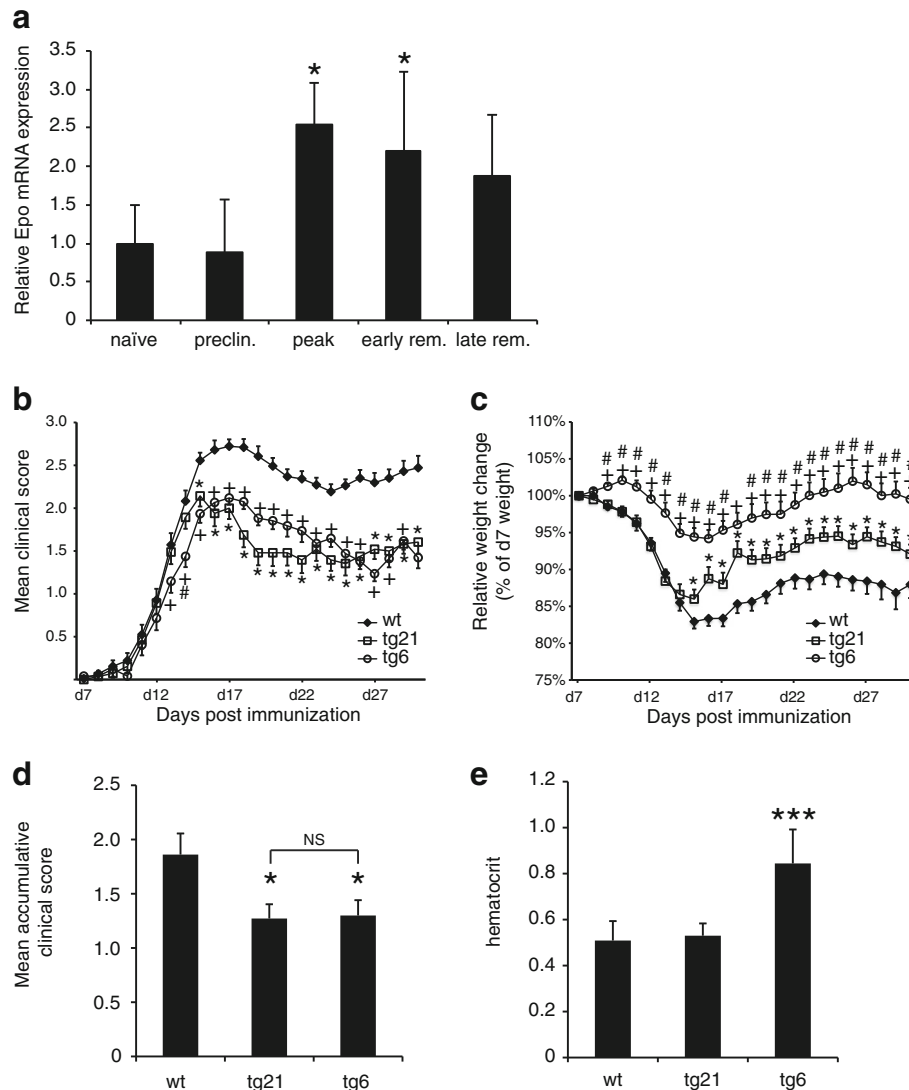 a
Relative Epo mRNA expression
3.5
3.0
2.5
2.0
1.5
1.0
0.5
0
* *
naïve preclin. peak early rem. late rem.
b
Mean clinical score
3.0
2.5
2.0
1.5
1.0
0.5
wt
tg21
tg6
d7 d12 d17 d22 d27
Days post immunization
c
Relative weight change
(% of d7 weight)
110%
105%
100%
95%
90%
85%
80%
75%
wt
tg21
tg6
d7 d12 d17 d22 d27
Days post immunization
d
Mean accumulative
clinical score
2.5
2.0
1.5
1.0
0.5
0
NS
* *
wt tg21 tg6
e
hematocrit
1.2
1.0
0.8
0.6
0.4
0.2
0
***
wt tg21 tg6